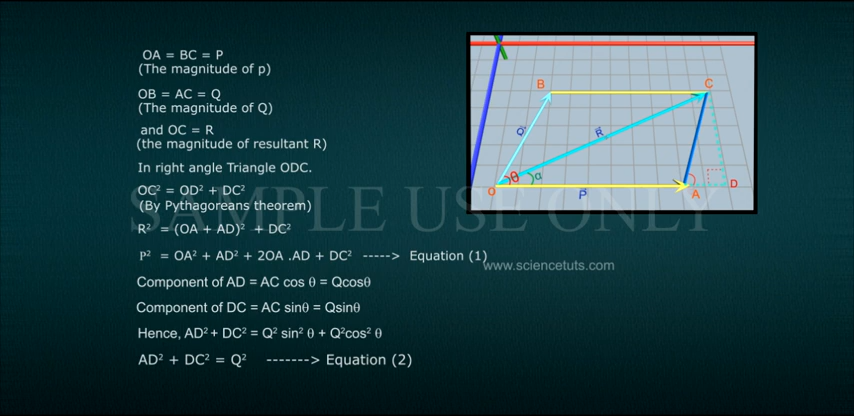 OA = BC = P
(The magnitude of p)
OB = AC = Q
(The magnitude of Q)
and OC = R
(the magnitude of resultant R)
In right angle Triangle ODC.
OC² = OD² + DC²
(By Pythagoreans theorem)
R² = (OA + AD)² + DC²
P² = OA² + AD² + 2OA .AD + DC² -----> Equation (1)
Component of AD = AC cos θ = Qcosθ
Component of DC = AC sinθ = Qsinθ
Hence, AD² + DC² = Q² sin² θ + Q²cos² θ
AD² + DC² = Q² -------> Equation (2)
B
C
Q
R
θ
α
O
P
A
D
SAMPLE USE ONLY
www.sciencetuts.com